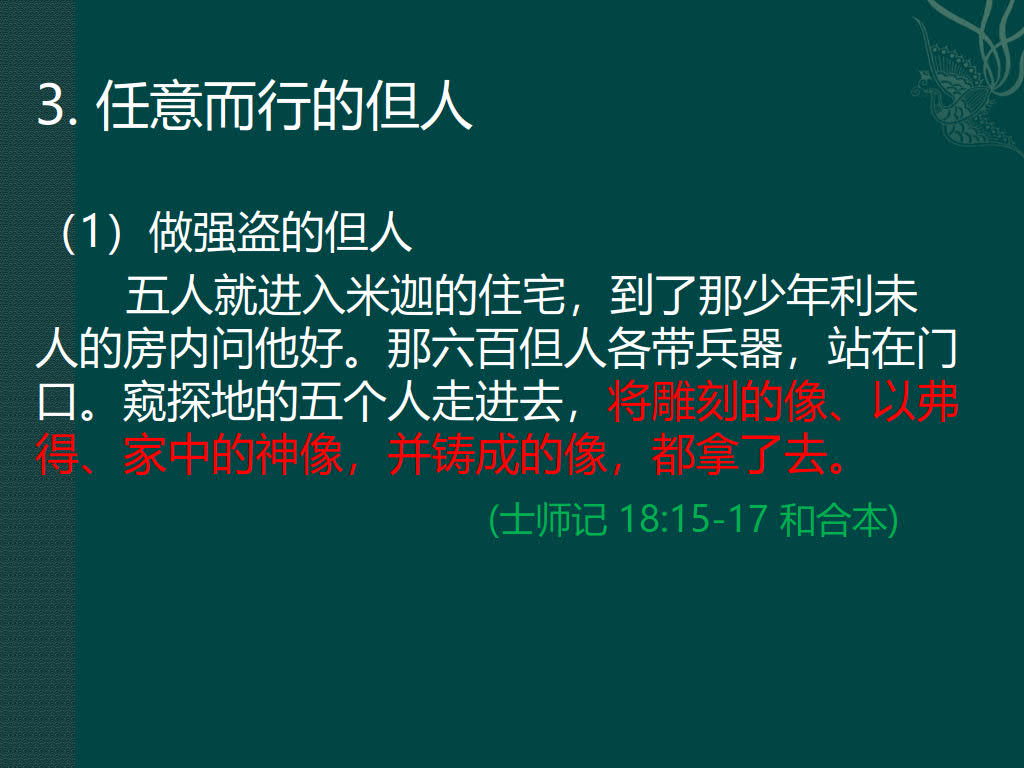 3. 任意而行的但人
（1）做强盗的但人
五人就进入米迦的住宅，到了那少年利未
人的房内问他好。那六百但人各带兵器，站在门
口。窥探地的五个人走进去，将雕刻的像、以弗
得、家中的神像，并铸成的像，都拿了去。
(士师记 18:15-17 和合本)